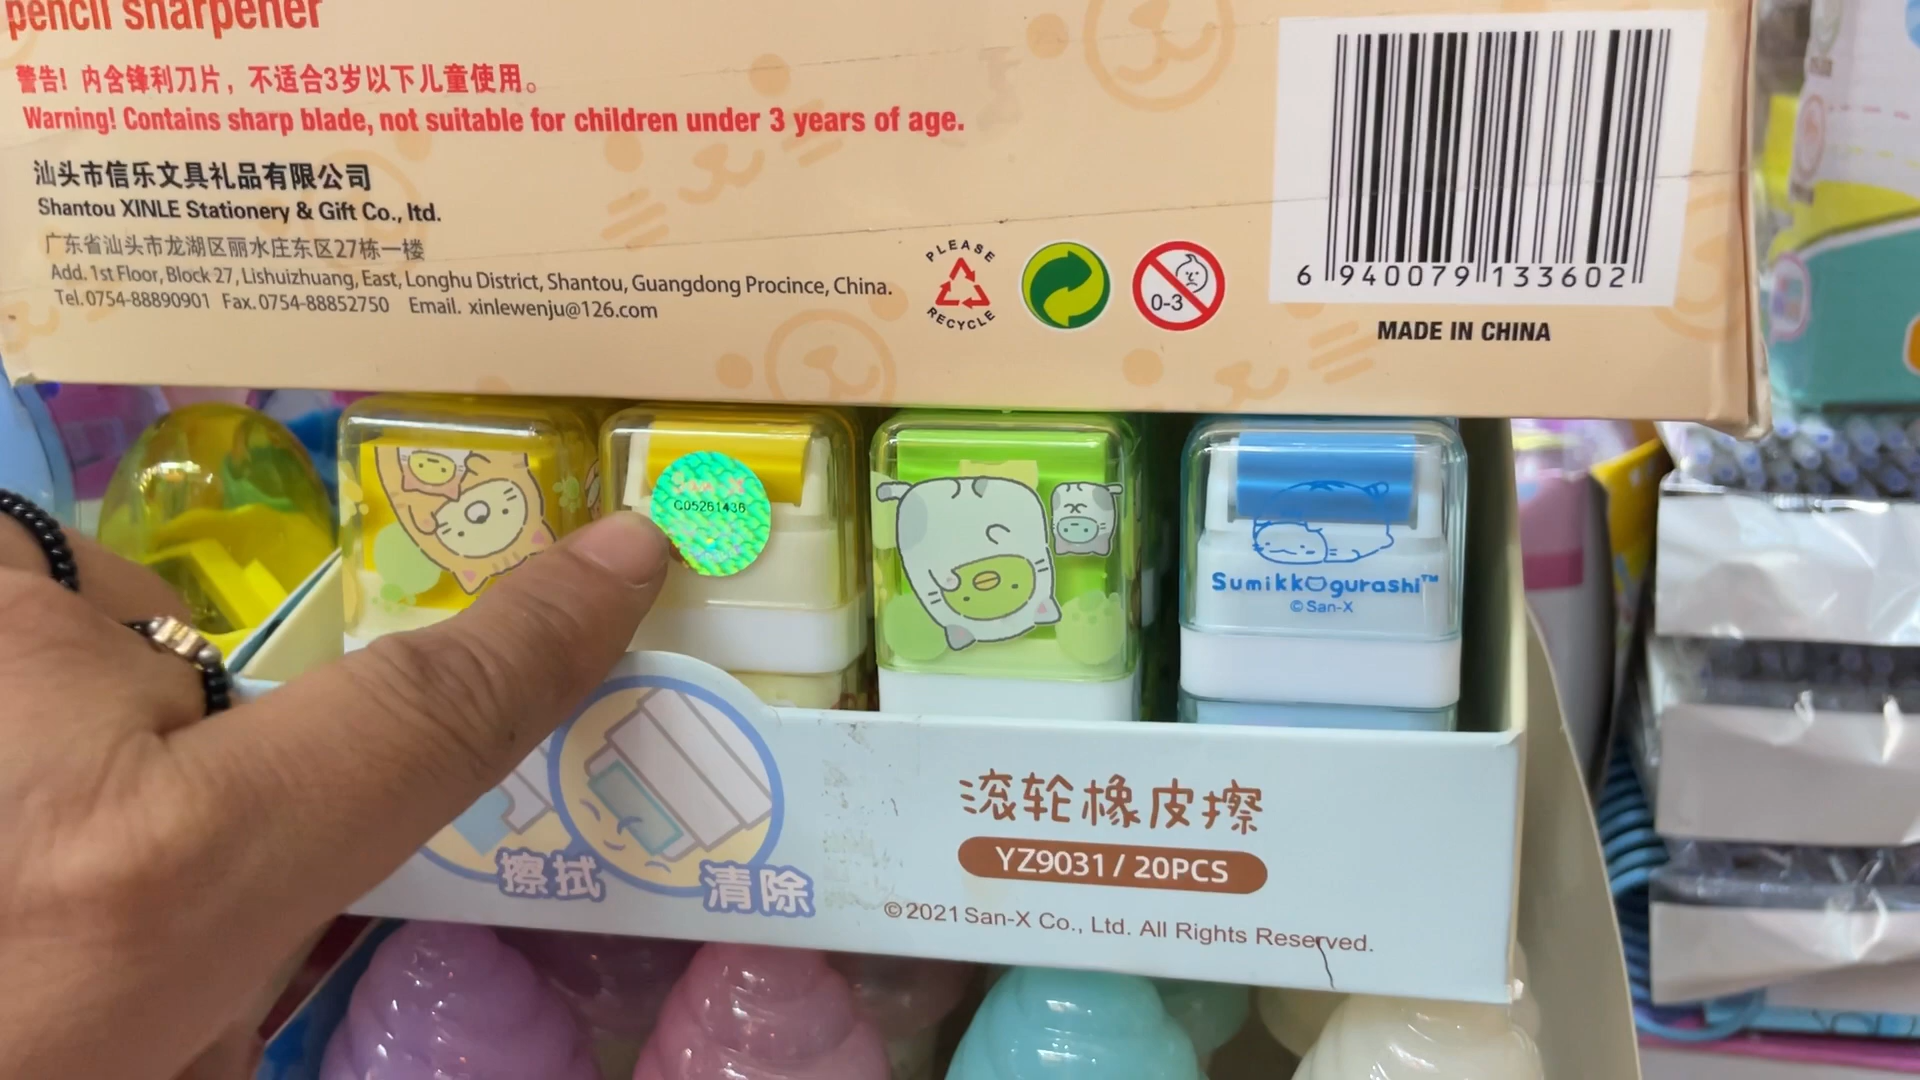 pencil sharpener
警告！内含锋利刀片，不适合3岁以下儿童使用。
Warning! Contains sharp blade, not suitable for children under 3 years of age.
汕头市信乐文具礼品有限公司
Shantou XINLE Stationery & Gift Co., ltd.
广东省汕头市龙湖区丽水庄东区27栋一楼
Add. 1st Floor, Block 27, Lishuizhuang, East, Longhu District, Shantou, Guangdong Procince, China.
Tel. 0754-88890901 Fax. 0754-88852750 Email. xinlewenju@126.com
PLEASE
RECYCLE
0-3
6 940079 133602
MADE IN CHINA
San-X
C05261436
Sumikkogurashi™
©San-X
滚轮橡皮擦
YZ9031 / 20PCS
擦拭
清除
©2021 San-X Co., Ltd. All Rights Reserved.